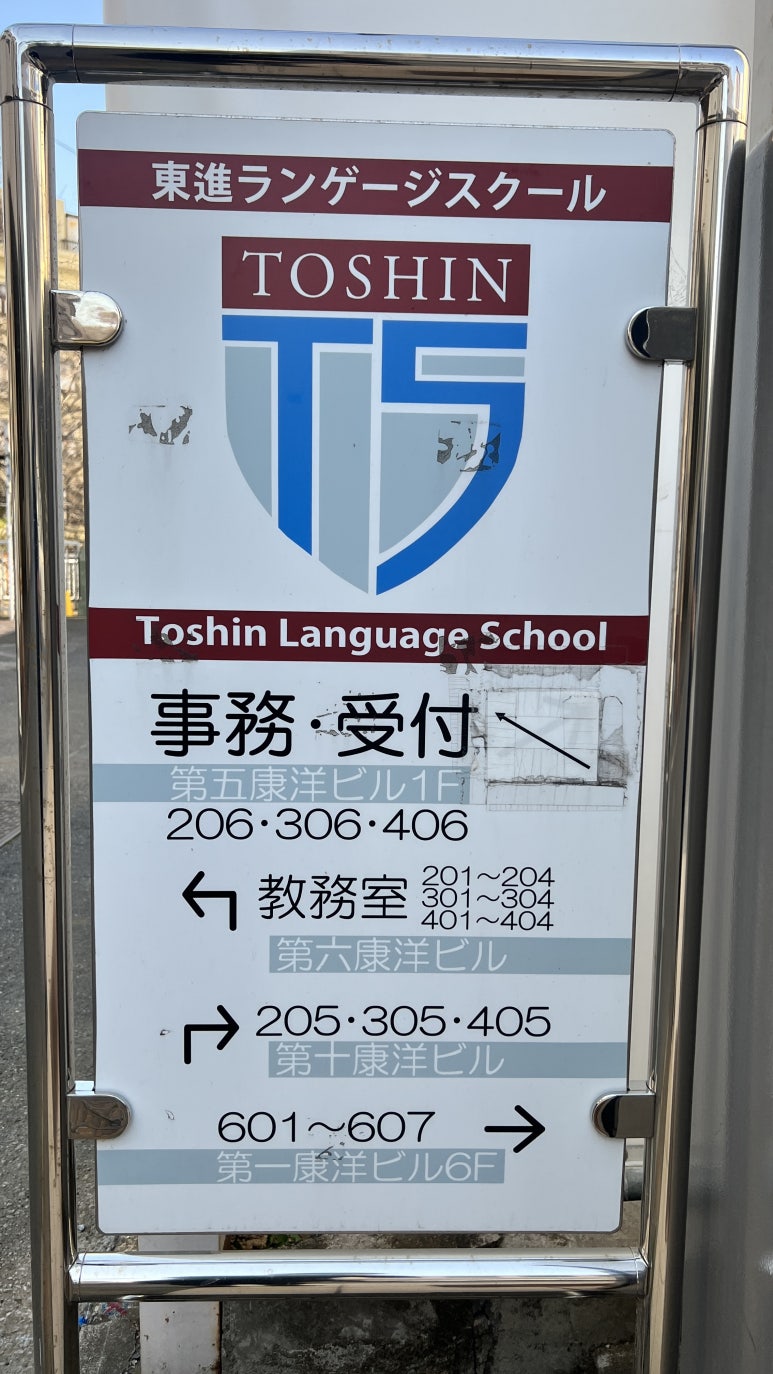 東進ランゲージスクール
TOSHIN
TS
Toshin Language School
事務・受付
第五康洋ビル1F
206・306・406
教務室 201～204
301～304
401～404
第六康洋ビル
205・305・405
第十康洋ビル
601～607
第一康洋ビル6F